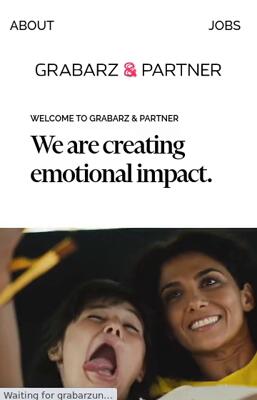 ABOUT
JOBS
GRABARZ & PARTNER
WELCOME TO GRABARZ & PARTNER
We are creating
emotional impact.
Waiting for grabarzun...